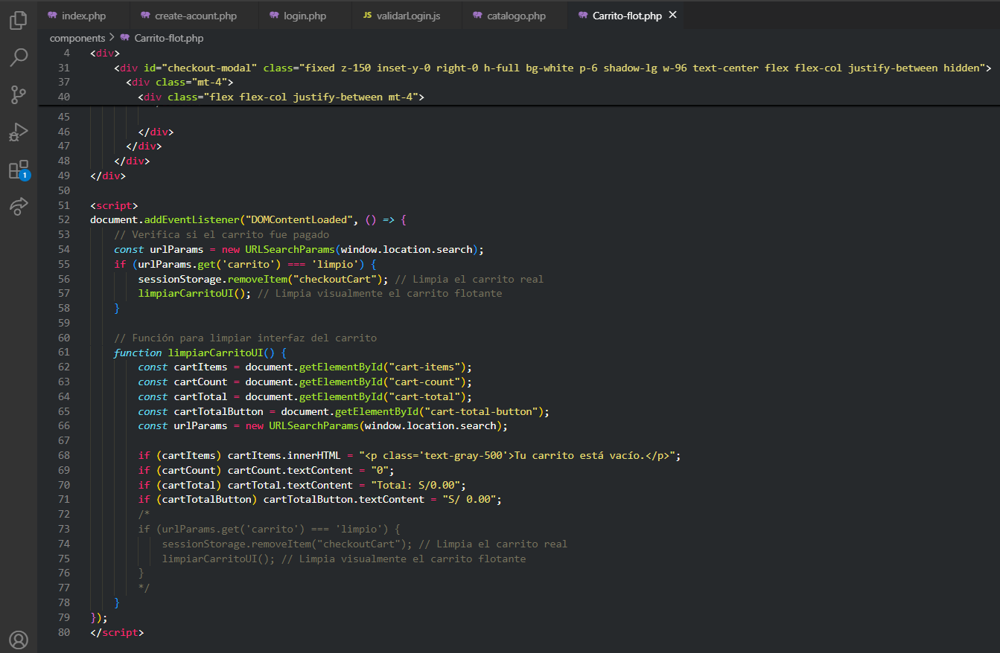 index.php create-acount.php login.php JS validarLogin.js catalogo.php Carrito-flot.php
components > Carrito-flot.php
4 <div>
31 <div id="checkout-modal" class="fixed z-150 inset-y-0 right-0 h-full bg-white p-6 shadow-lg w-96 text-center flex flex-col justify-between hidden">
37 <div class="mt-4">
40 <div class="flex flex-col justify-between mt-4">
45
46 </div>
47 </div>
48 </div>
49 </div>
50
51 <script>
52 document.addEventListener("DOMContentLoaded", () => {
53 // Verifica si el carrito fue pagado
54 const urlParams = new URLSearchParams(window.location.search);
55 if (urlParams.get('carrito') === 'limpio') {
56 sessionStorage.removeItem("checkoutCart"); // Limpia el carrito real
57 limpiarCarritoUI(); // Limpia visualmente el carrito flotante
58 }
59
60 // Función para limpiar interfaz del carrito
61 function limpiarCarritoUI() {
62 const cartItems = document.getElementById("cart-items");
63 const cartCount = document.getElementById("cart-count");
64 const cartTotal = document.getElementById("cart-total");
65 const cartTotalButton = document.getElementById("cart-total-button");
66 const urlParams = new URLSearchParams(window.location.search);
67
68 if (cartItems) cartItems.innerHTML = "<p class='text-gray-500'>Tu carrito está vacío.</p>";
69 if (cartCount) cartCount.textContent = "0";
70 if (cartTotal) cartTotal.textContent = "Total: S/0.00";
71 if (cartTotalButton) cartTotalButton.textContent = "S/ 0.00";
72 /*
73 if (urlParams.get('carrito') === 'limpio') {
74 sessionStorage.removeItem("checkoutCart"); // Limpia el carrito real
75 limpiarCarritoUI(); // Limpia visualmente el carrito flotante
76 }
77 */
78 }
79 });
80 </script>
1